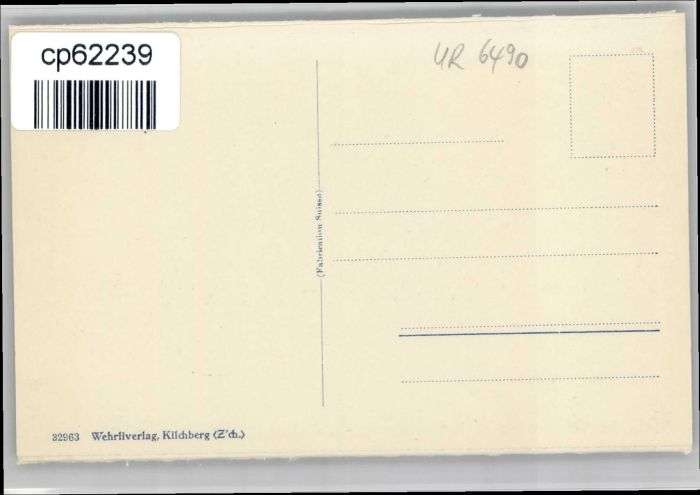 cp62239
UR 6490
(Fabrication Suisse)
32963 Wehrliverlag, Kilchberg (Z'ch.)